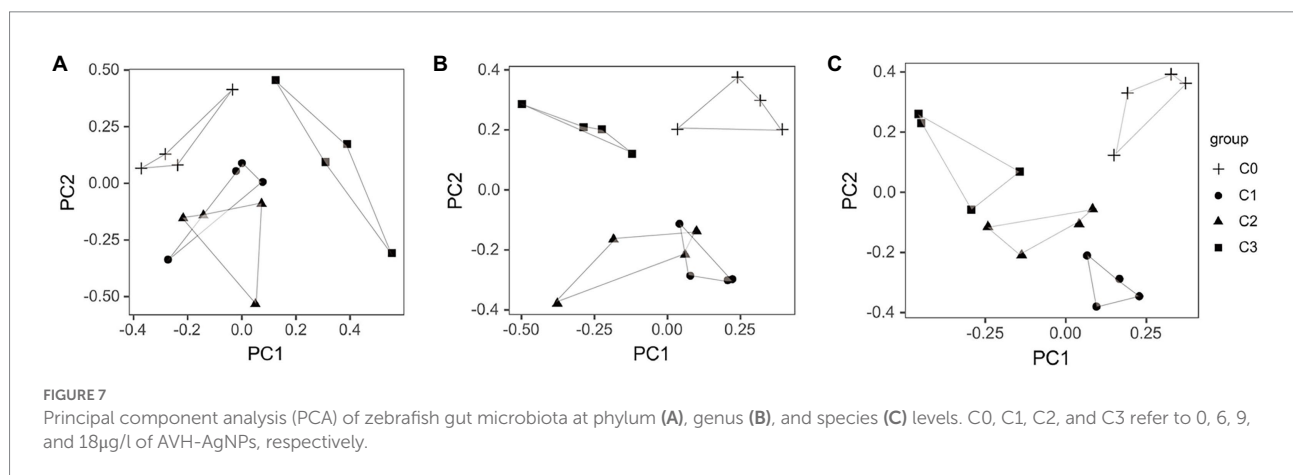 A
B
C
0.50
0.25
0.00
-0.25
-0.50
PC2
-0.4
-0.2
0.0
0.2
0.4
PC1
0.4
0.2
0.0
-0.2
-0.4
PC2
-0.50
-0.25
0.00
0.25
PC1
0.4
0.2
0.0
-0.2
-0.4
PC2
-0.25
0.00
0.25
PC1
group
C0
C1
C2
C3
FIGURE 7
Principal component analysis (PCA) of zebrafish gut microbiota at phylum (A), genus (B), and species (C) levels. C0, C1, C2, and C3 refer to 0, 6, 9,
and 18μg/l of AVH-AgNPs, respectively.